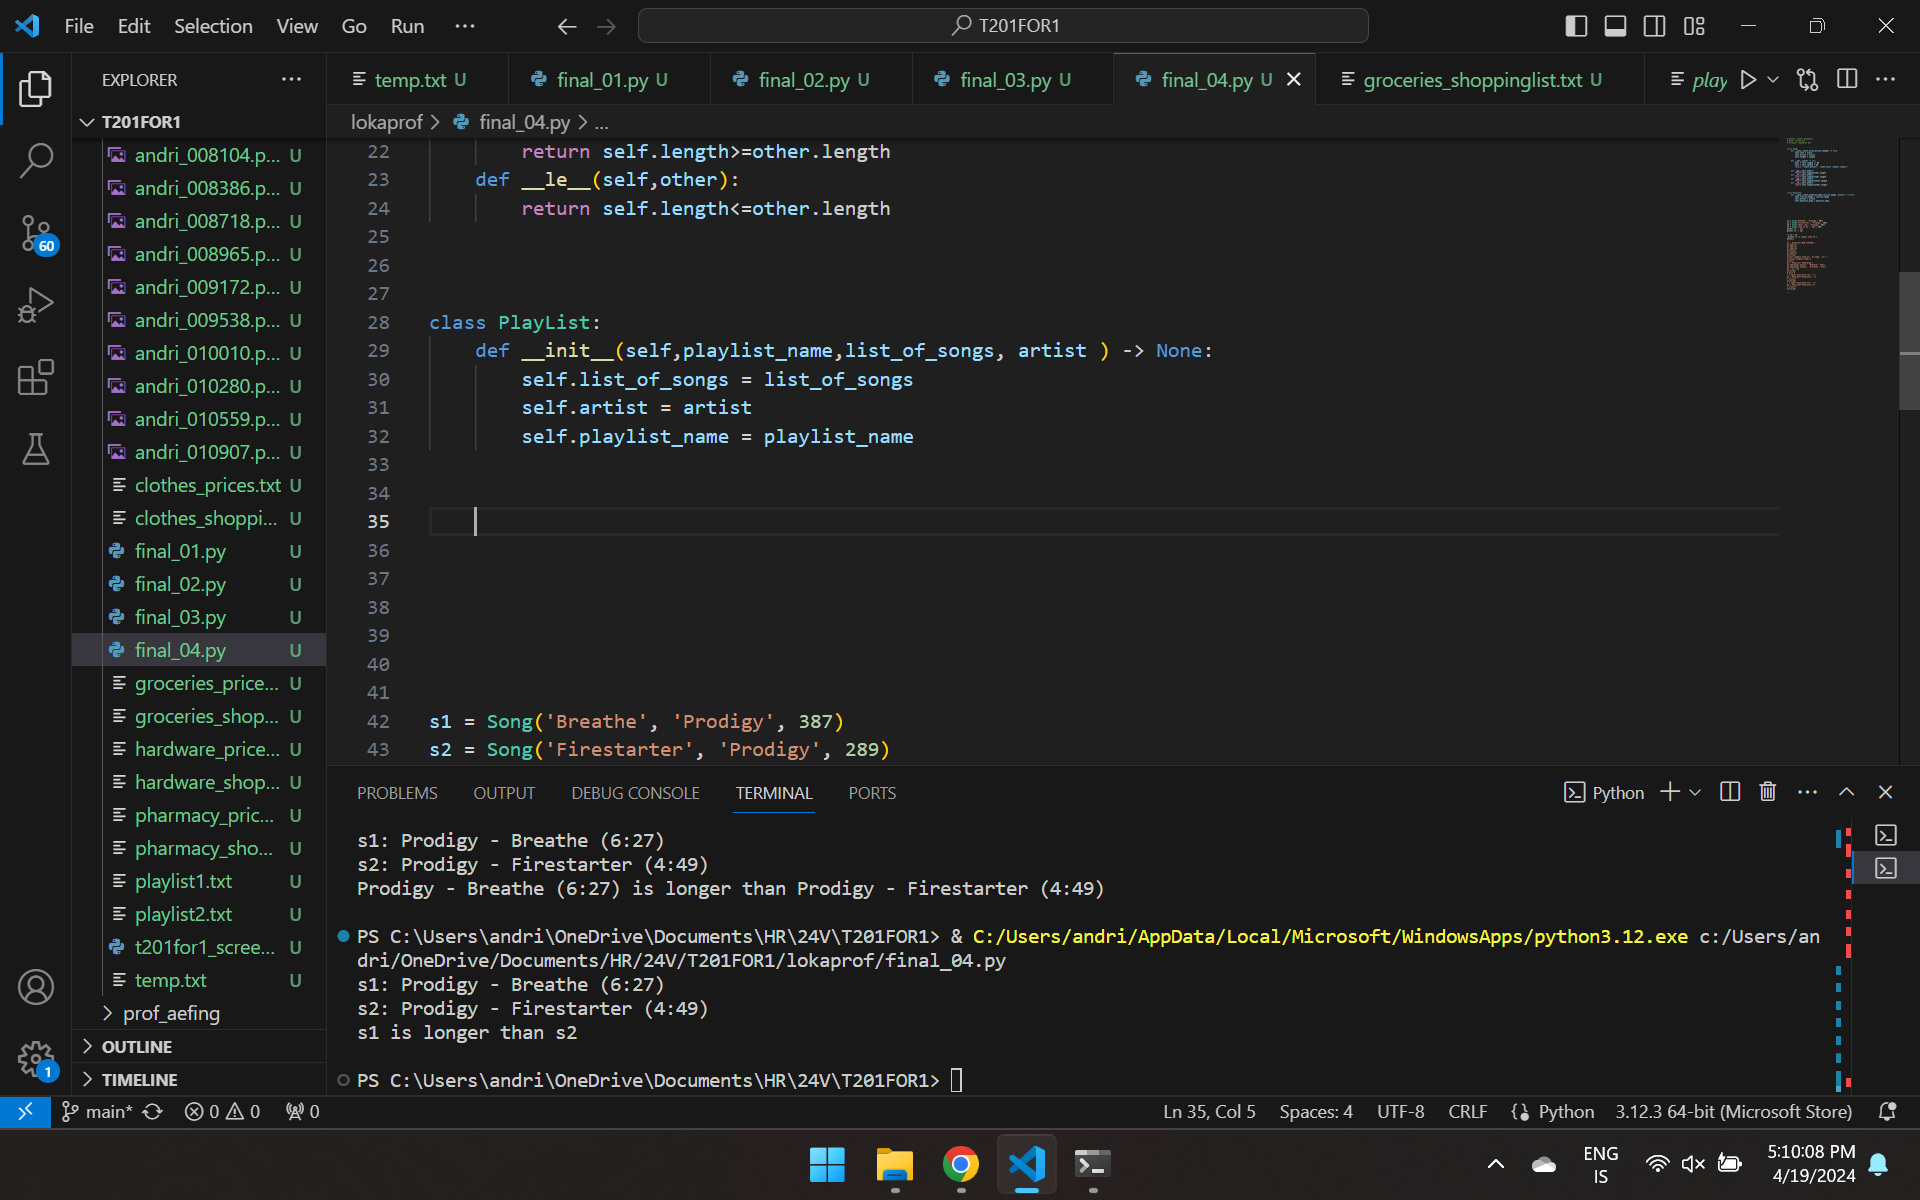 File Edit Selection View Go Run ···
T201FOR1
EXPLORER ···
temp.txt U
final_01.py U
final_02.py U
final_03.py U
final_04.py U
groceries_shoppinglist.txt U
play
T201FOR1
lokaprof > final_04.py > ...
andri_008104.p... U
andri_008386.p... U
andri_008718.p... U
andri_008965.p... U
andri_009172.p... U
andri_009538.p... U
andri_010010.p... U
andri_010280.p... U
andri_010559.p... U
andri_010907.p... U
clothes_prices.txt U
clothes_shoppi... U
final_01.py U
final_02.py U
final_03.py U
final_04.py U
groceries_price... U
groceries_shop... U
hardware_price... U
hardware_shop... U
pharmacy_pric... U
pharmacy_sho... U
playlist1.txt U
playlist2.txt U
t201for1_scree... U
temp.txt U
prof_aefing
OUTLINE
TIMELINE
60
1
22 return self.length>=other.length
23 def __le__(self,other):
24 return self.length<=other.length
25
26
27
28 class PlayList:
29 def __init__(self,playlist_name,list_of_songs, artist ) -> None:
30 self.list_of_songs = list_of_songs
31 self.artist = artist
32 self.playlist_name = playlist_name
33
34
35
36
37
38
39
40
41
42 s1 = Song('Breathe', 'Prodigy', 387)
43 s2 = Song('Firestarter', 'Prodigy', 289)
PROBLEMS OUTPUT DEBUG CONSOLE TERMINAL PORTS
Python
s1: Prodigy - Breathe (6:27)
s2: Prodigy - Firestarter (4:49)
Prodigy - Breathe (6:27) is longer than Prodigy - Firestarter (4:49)
PS C:\Users\andri\OneDrive\Documents\HR\24V\T201FOR1> & C:/Users/andri/AppData/Local/Microsoft/WindowsApps/python3.12.exe c:/Users/an
dri/OneDrive/Documents/HR/24V/T201FOR1/lokaprof/final_04.py
s1: Prodigy - Breathe (6:27)
s2: Prodigy - Firestarter (4:49)
s1 is longer than s2
PS C:\Users\andri\OneDrive\Documents\HR\24V\T201FOR1>
main* 0 0 0
Ln 35, Col 5 Spaces: 4 UTF-8 CRLF Python 3.12.3 64-bit (Microsoft Store)
ENG
IS
5:10:08 PM
4/19/2024